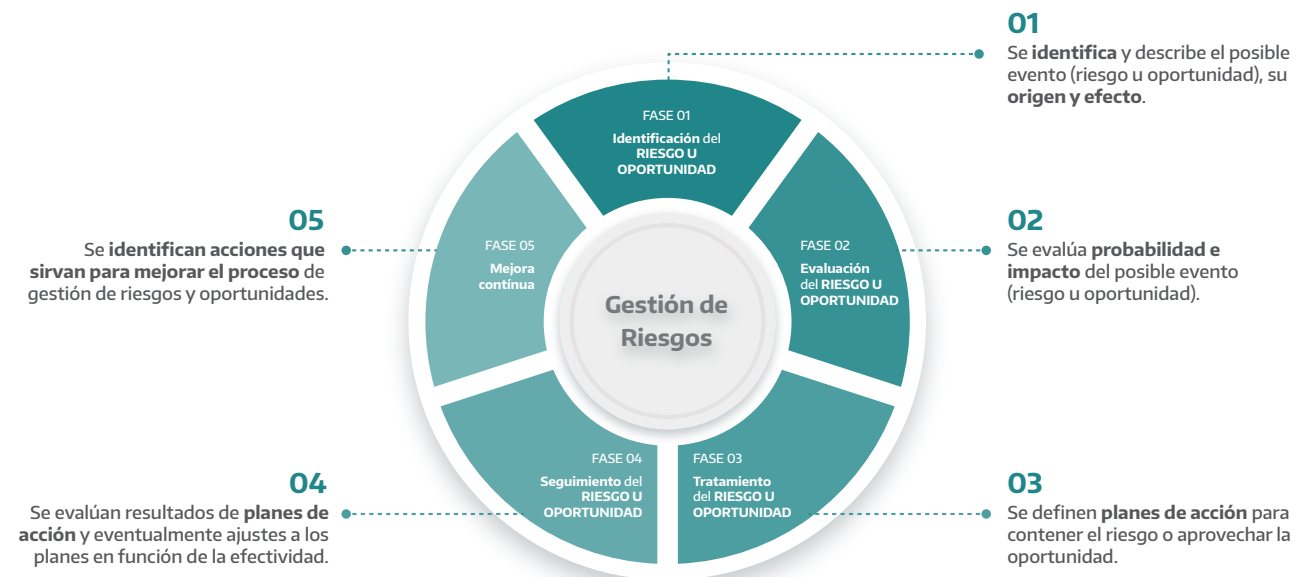 01
Se identifica y describe el posible
evento (riesgo u oportunidad), su
origen y efecto.
FASE 01
Identificación del
RIESGO U
OPORTUNIDAD
02
Se evalúa probabilidad e
impacto del posible evento
(riesgo u oportunidad).
FASE 02
Evaluación
del RIESGO U
OPORTUNIDAD
03
Se definen planes de acción para
contener el riesgo o aprovechar la
oportunidad.
FASE 03
Tratamiento
del RIESGO U
OPORTUNIDAD
04
Se evalúan resultados de planes de
acción y eventualmente ajustes a los
planes en función de la efectividad.
FASE 04
Seguimiento del
RIESGO U
OPORTUNIDAD
05
Se identifican acciones que
sirvan para mejorar el proceso de
gestión de riesgos y oportunidades.
FASE 05
Mejora
contínua
Gestión de
Riesgos